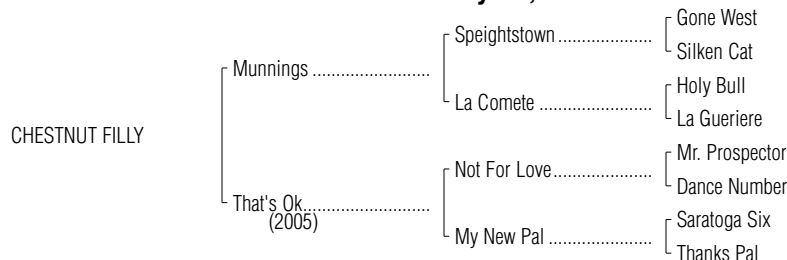 Gone West
Speightstown
Silken Cat
Munnings
Holy Bull
La Comete
La Gueriere
CHESTNUT FILLY
Mr. Prospector
Not For Love
Dance Number
That's Ok
(2005)
Saratoga Six
My New Pal
Thanks Pal